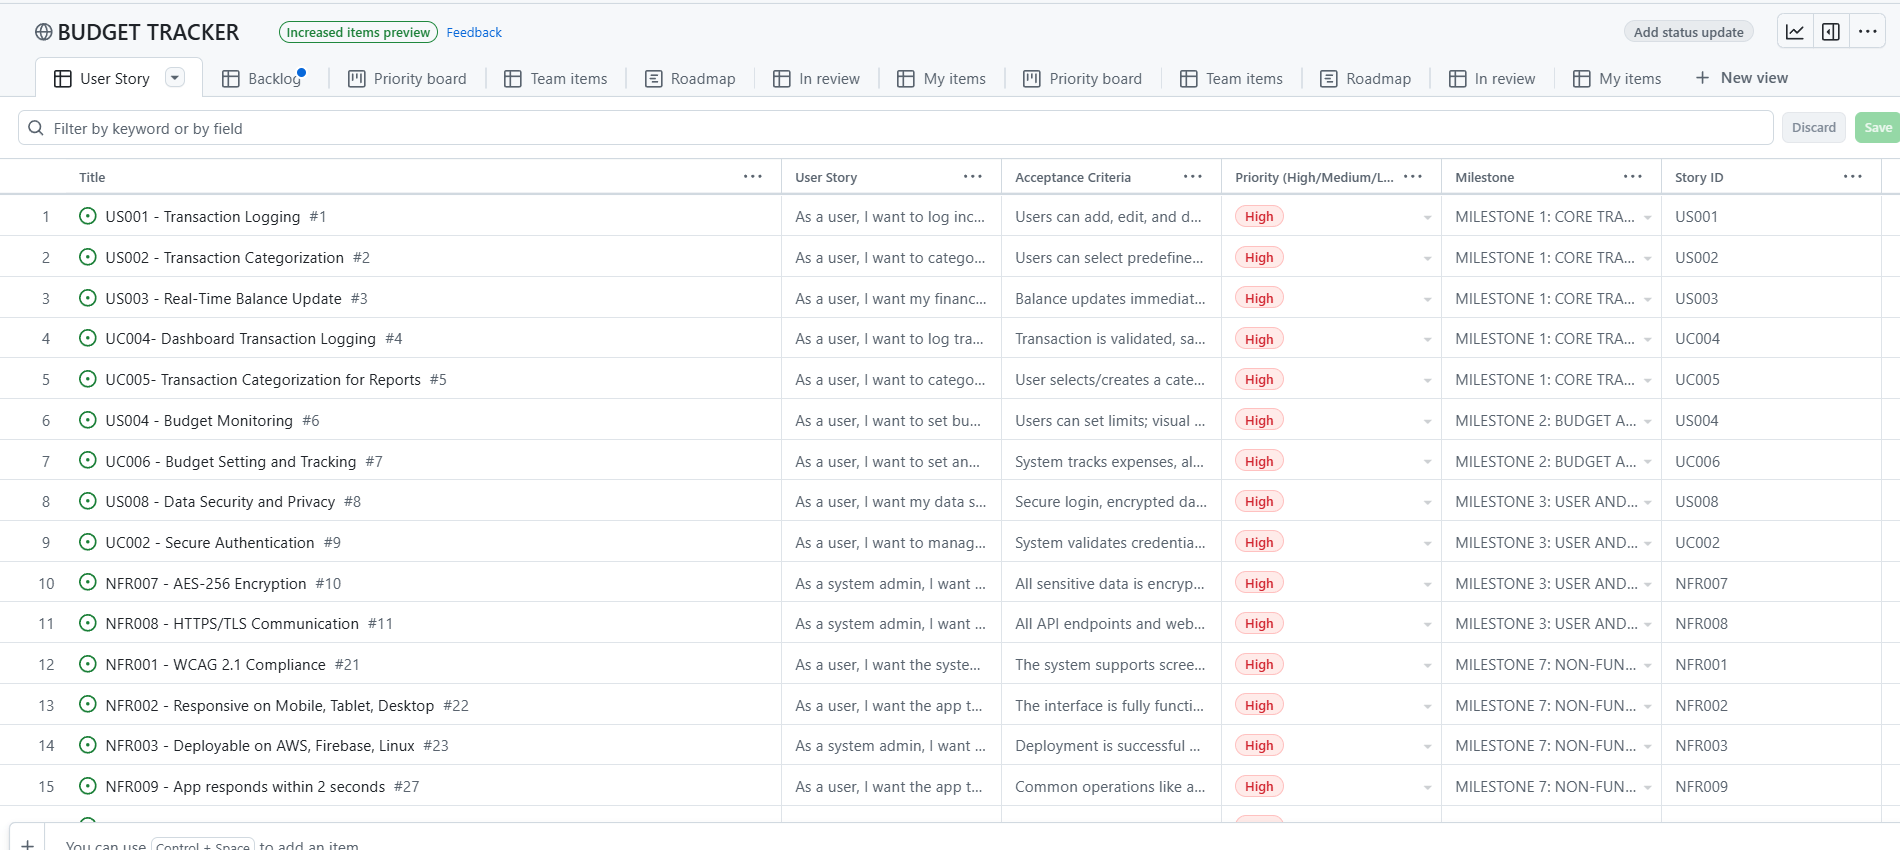 BUDGET TRACKER Increased items preview Feedback Add status update
User Story Backlog Priority board Team items Roadmap In review My items Priority board Team items Roadmap In review My items New view
Filter by keyword or by field Discard Save
Title User Story Acceptance Criteria Priority (High/Medium/L... Milestone Story ID
1 US001 - Transaction Logging #1 As a user, I want to log inc... Users can add, edit, and d... High MILESTONE 1: CORE TRA... US001
2 US002 - Transaction Categorization #2 As a user, I want to catego... Users can select predefine... High MILESTONE 1: CORE TRA... US002
3 US003 - Real-Time Balance Update #3 As a user, I want my financ... Balance updates immediat... High MILESTONE 1: CORE TRA... US003
4 UC004- Dashboard Transaction Logging #4 As a user, I want to log tra... Transaction is validated, sa... High MILESTONE 1: CORE TRA... UC004
5 UC005- Transaction Categorization for Reports #5 As a user, I want to catego... User selects/creates a cate... High MILESTONE 1: CORE TRA... UC005
6 US004 - Budget Monitoring #6 As a user, I want to set bu... Users can set limits; visual ... High MILESTONE 2: BUDGET A... US004
7 UC006 - Budget Setting and Tracking #7 As a user, I want to set an... System tracks expenses, al... High MILESTONE 2: BUDGET A... UC006
8 US008 - Data Security and Privacy #8 As a user, I want my data s... Secure login, encrypted da... High MILESTONE 3: USER AND... US008
9 UC002 - Secure Authentication #9 As a user, I want to manag... System validates credentia... High MILESTONE 3: USER AND... UC002
10 NFR007 - AES-256 Encryption #10 As a system admin, I want ... All sensitive data is encryp... High MILESTONE 3: USER AND... NFR007
11 NFR008 - HTTPS/TLS Communication #11 As a system admin, I want ... All API endpoints and web... High MILESTONE 3: USER AND... NFR008
12 NFR001 - WCAG 2.1 Compliance #21 As a user, I want the syste... The system supports scree... High MILESTONE 7: NON-FUN... NFR001
13 NFR002 - Responsive on Mobile, Tablet, Desktop #22 As a user, I want the app t... The interface is fully functi... High MILESTONE 7: NON-FUN... NFR002
14 NFR003 - Deployable on AWS, Firebase, Linux #23 As a system admin, I want ... Deployment is successful ... High MILESTONE 7: NON-FUN... NFR003
15 NFR009 - App responds within 2 seconds #27 As a user, I want the app t... Common operations like a... High MILESTONE 7: NON-FUN... NFR009
You can use Control + Space to add an item